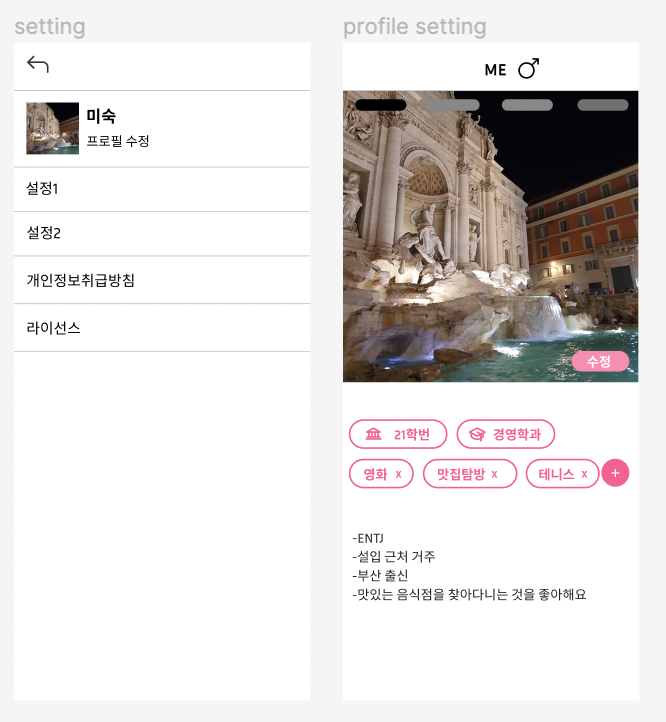 setting
미숙
프로필 수정
설정1
설정2
개인정보취급방침
라이선스
profile setting
ME
수정
21학번
경영학과
영화 x
맛집탐방 x
테니스 x
+
-ENTJ
-설입 근처 거주
-부산 출신
-맛있는 음식점을 찾아다니는 것을 좋아해요